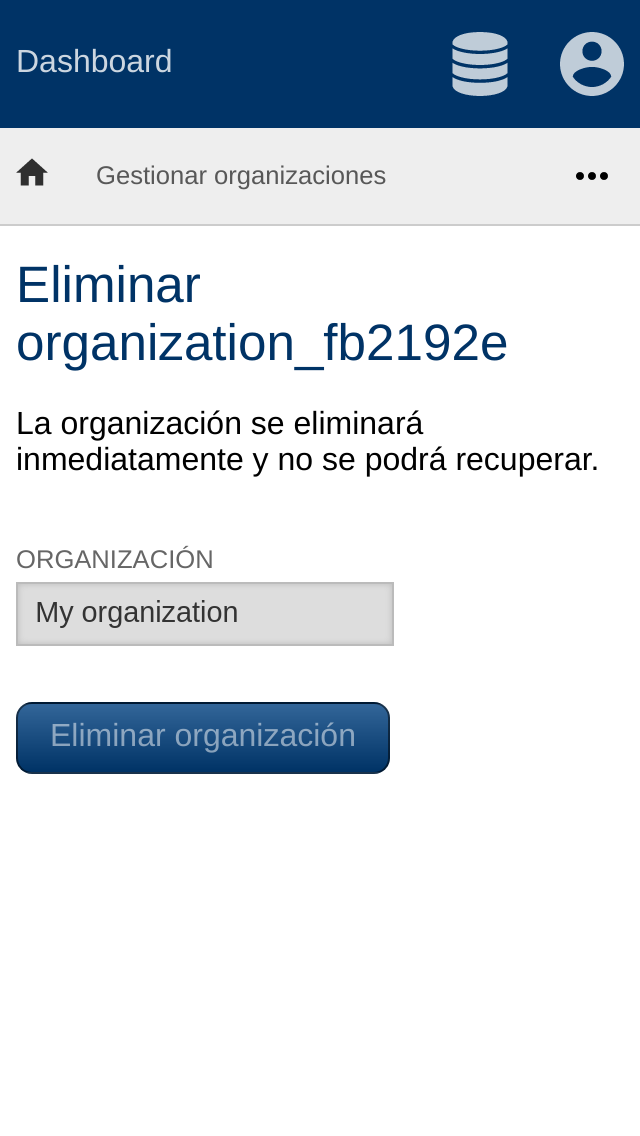 Dashboard
Gestionar organizaciones
Eliminar
organization_fb2192e
La organización se eliminará
inmediatamente y no se podrá recuperar.
ORGANIZACIÓN
My organization
Eliminar organización